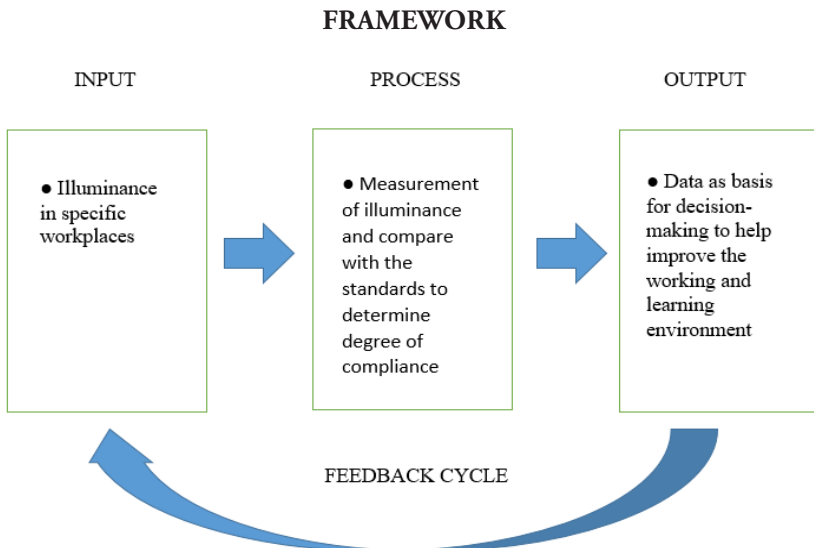 FRAMEWORK
INPUT
PROCESS
OUTPUT
● Illuminance
in specific
workplaces
● Measurement
of illuminance
and compare
with the
standards to
determine
degree of
compliance
● Data as basis
for decision-
making to help
improve the
working and
learning
environment
FEEDBACK CYCLE